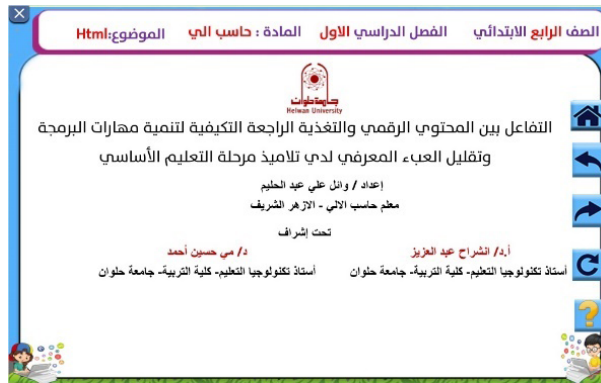 الصف الرابع الابتدائي الفصل الدراسي الاول المادة : حاسب الي الموضوع:Html
جامعة حلوان
Helwan University
التفاعل بين المحتوي الرقمي والتغذية الراجعة التكيفية لتنمية مهارات البرمجة
وتقليل العبء المعرفي لدي تلاميذ مرحلة التعليم الأساسي
إعداد / وائل علي عبد الحليم
معلم حاسب الالي - الازهر الشريف
تحت إشراف
أ.د/ انشراح عبد العزيز د/ مي حسين أحمد
أستاذ تكنولوجيا التعليم- كلية التربية- جامعة حلوان أستاذ تكنولوجيا التعليم- كلية التربية- جامعة حلوان